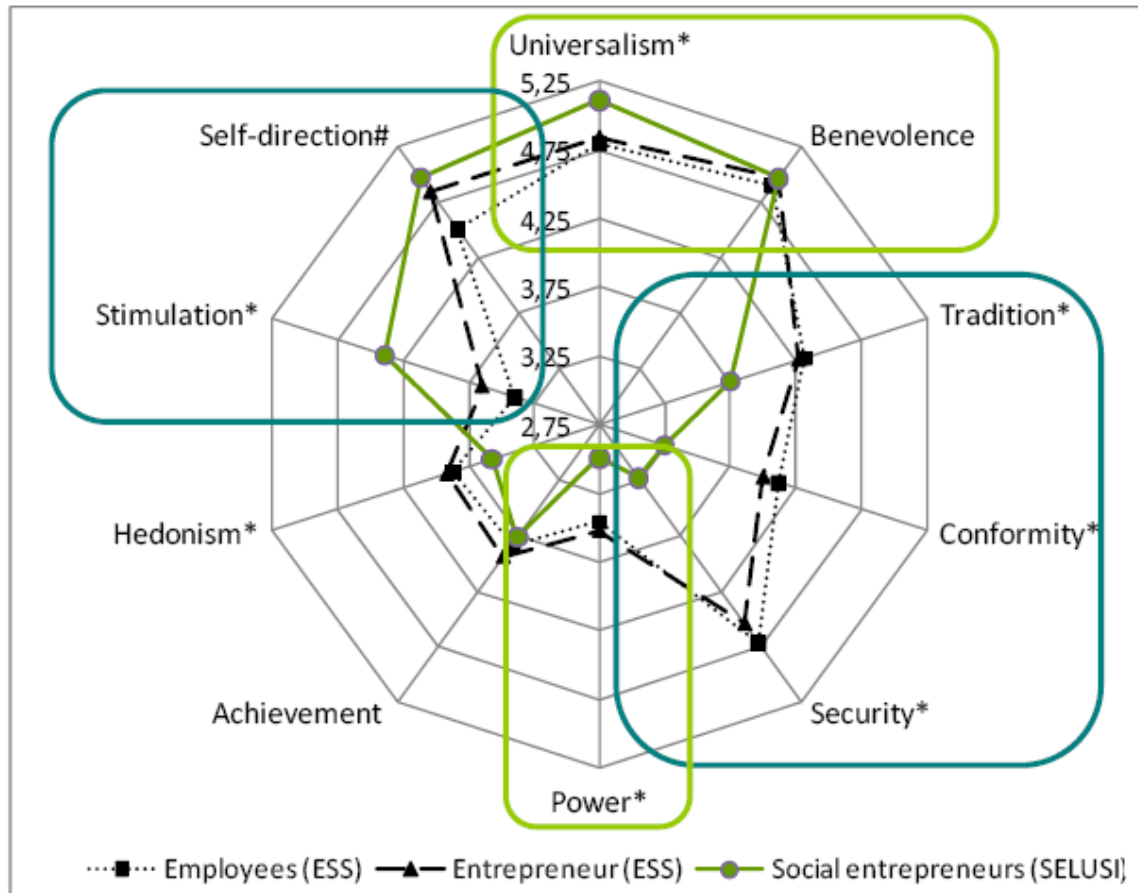 Universalism*
5,25
Self-direction#
Benevolence
4,75
4,25
Stimulation*
3,75
Tradition*
3,25
2,75
Hedonism*
Conformity*
Achievement
Security*
Power*
Employees (ESS) Entrepreneur (ESS) Social entrepreneurs (SELUSI)